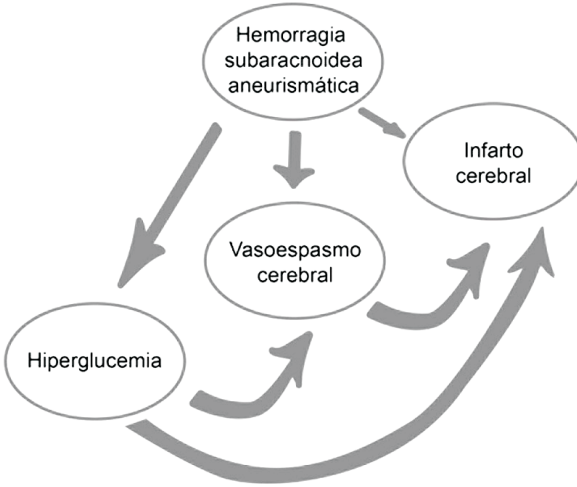 Hemorragia
subaracnoidea
aneurismática
Infarto
cerebral
Vasoespasmo
cerebral
Hiperglucemia